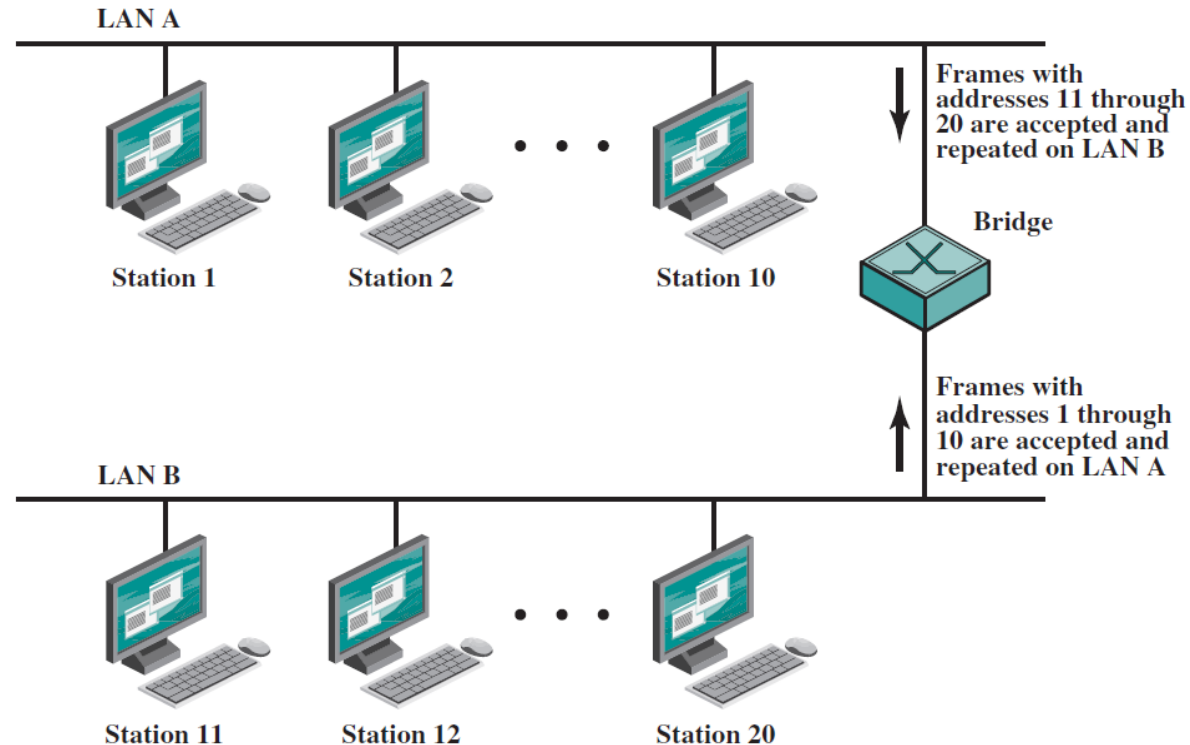 LAN A
Frames with
addresses 11 through
20 are accepted and
repeated on LAN B
Station 1
Station 2
Station 10
Bridge
Frames with
addresses 1 through
10 are accepted and
repeated on LAN A
LAN B
Station 11
Station 12
Station 20